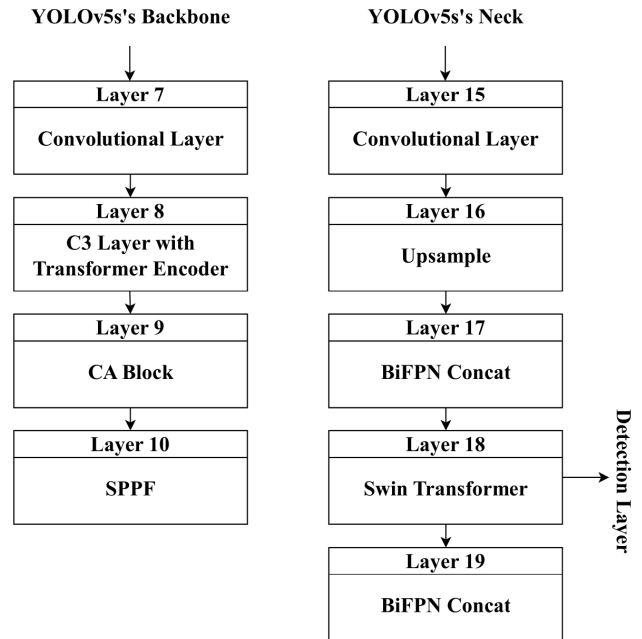 YOLOv5s's Backbone
Layer 7
Convolutional Layer
Layer 8
C3 Layer with
Transformer Encoder
Layer 9
CA Block
Layer 10
SPPF
YOLOv5s's Neck
Layer 15
Convolutional Layer
Layer 16
Upsample
Layer 17
BiFPN Concat
Layer 18
Swin Transformer
Layer 19
BiFPN Concat
Detection Layer